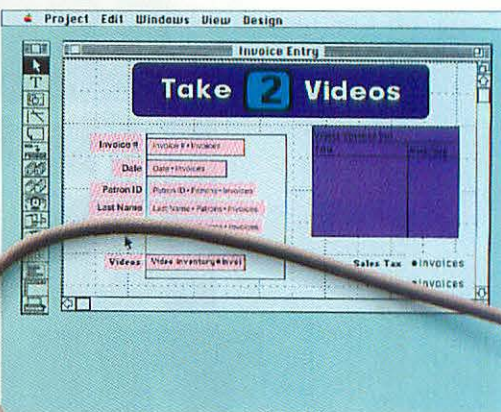 Project Edit Windows View Design
Invoice Entry
Take 2 Videos
T
Invoice # Invoice # • Invoices
Date Date • Invoices
Patron ID Patron ID • Patrons • Invoices
Last Name Last Name • Patrons • Invoices
• Invoices
Videos Video Inventory • Invoi
Sales Tax • Invoices
• Invoices